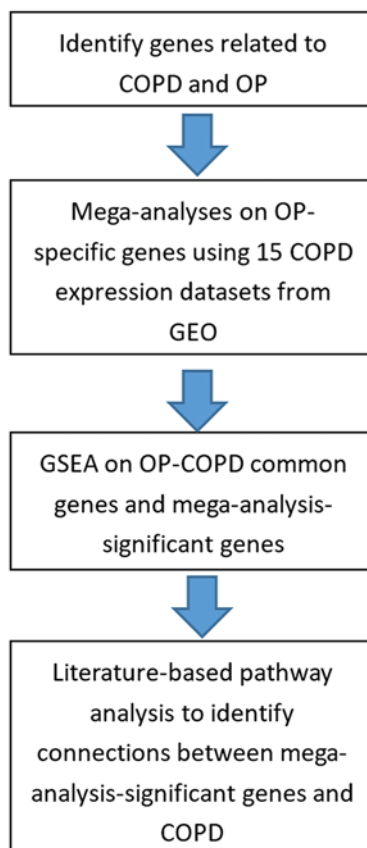 Identify genes related to
COPD and OP
Mega-analyses on OP-
specific genes using 15 COPD
expression datasets from
GEO
GSEA on OP-COPD common
genes and mega-analysis-
significant genes
Literature-based pathway
analysis to identify
connections between mega-
analysis-significant genes and
COPD